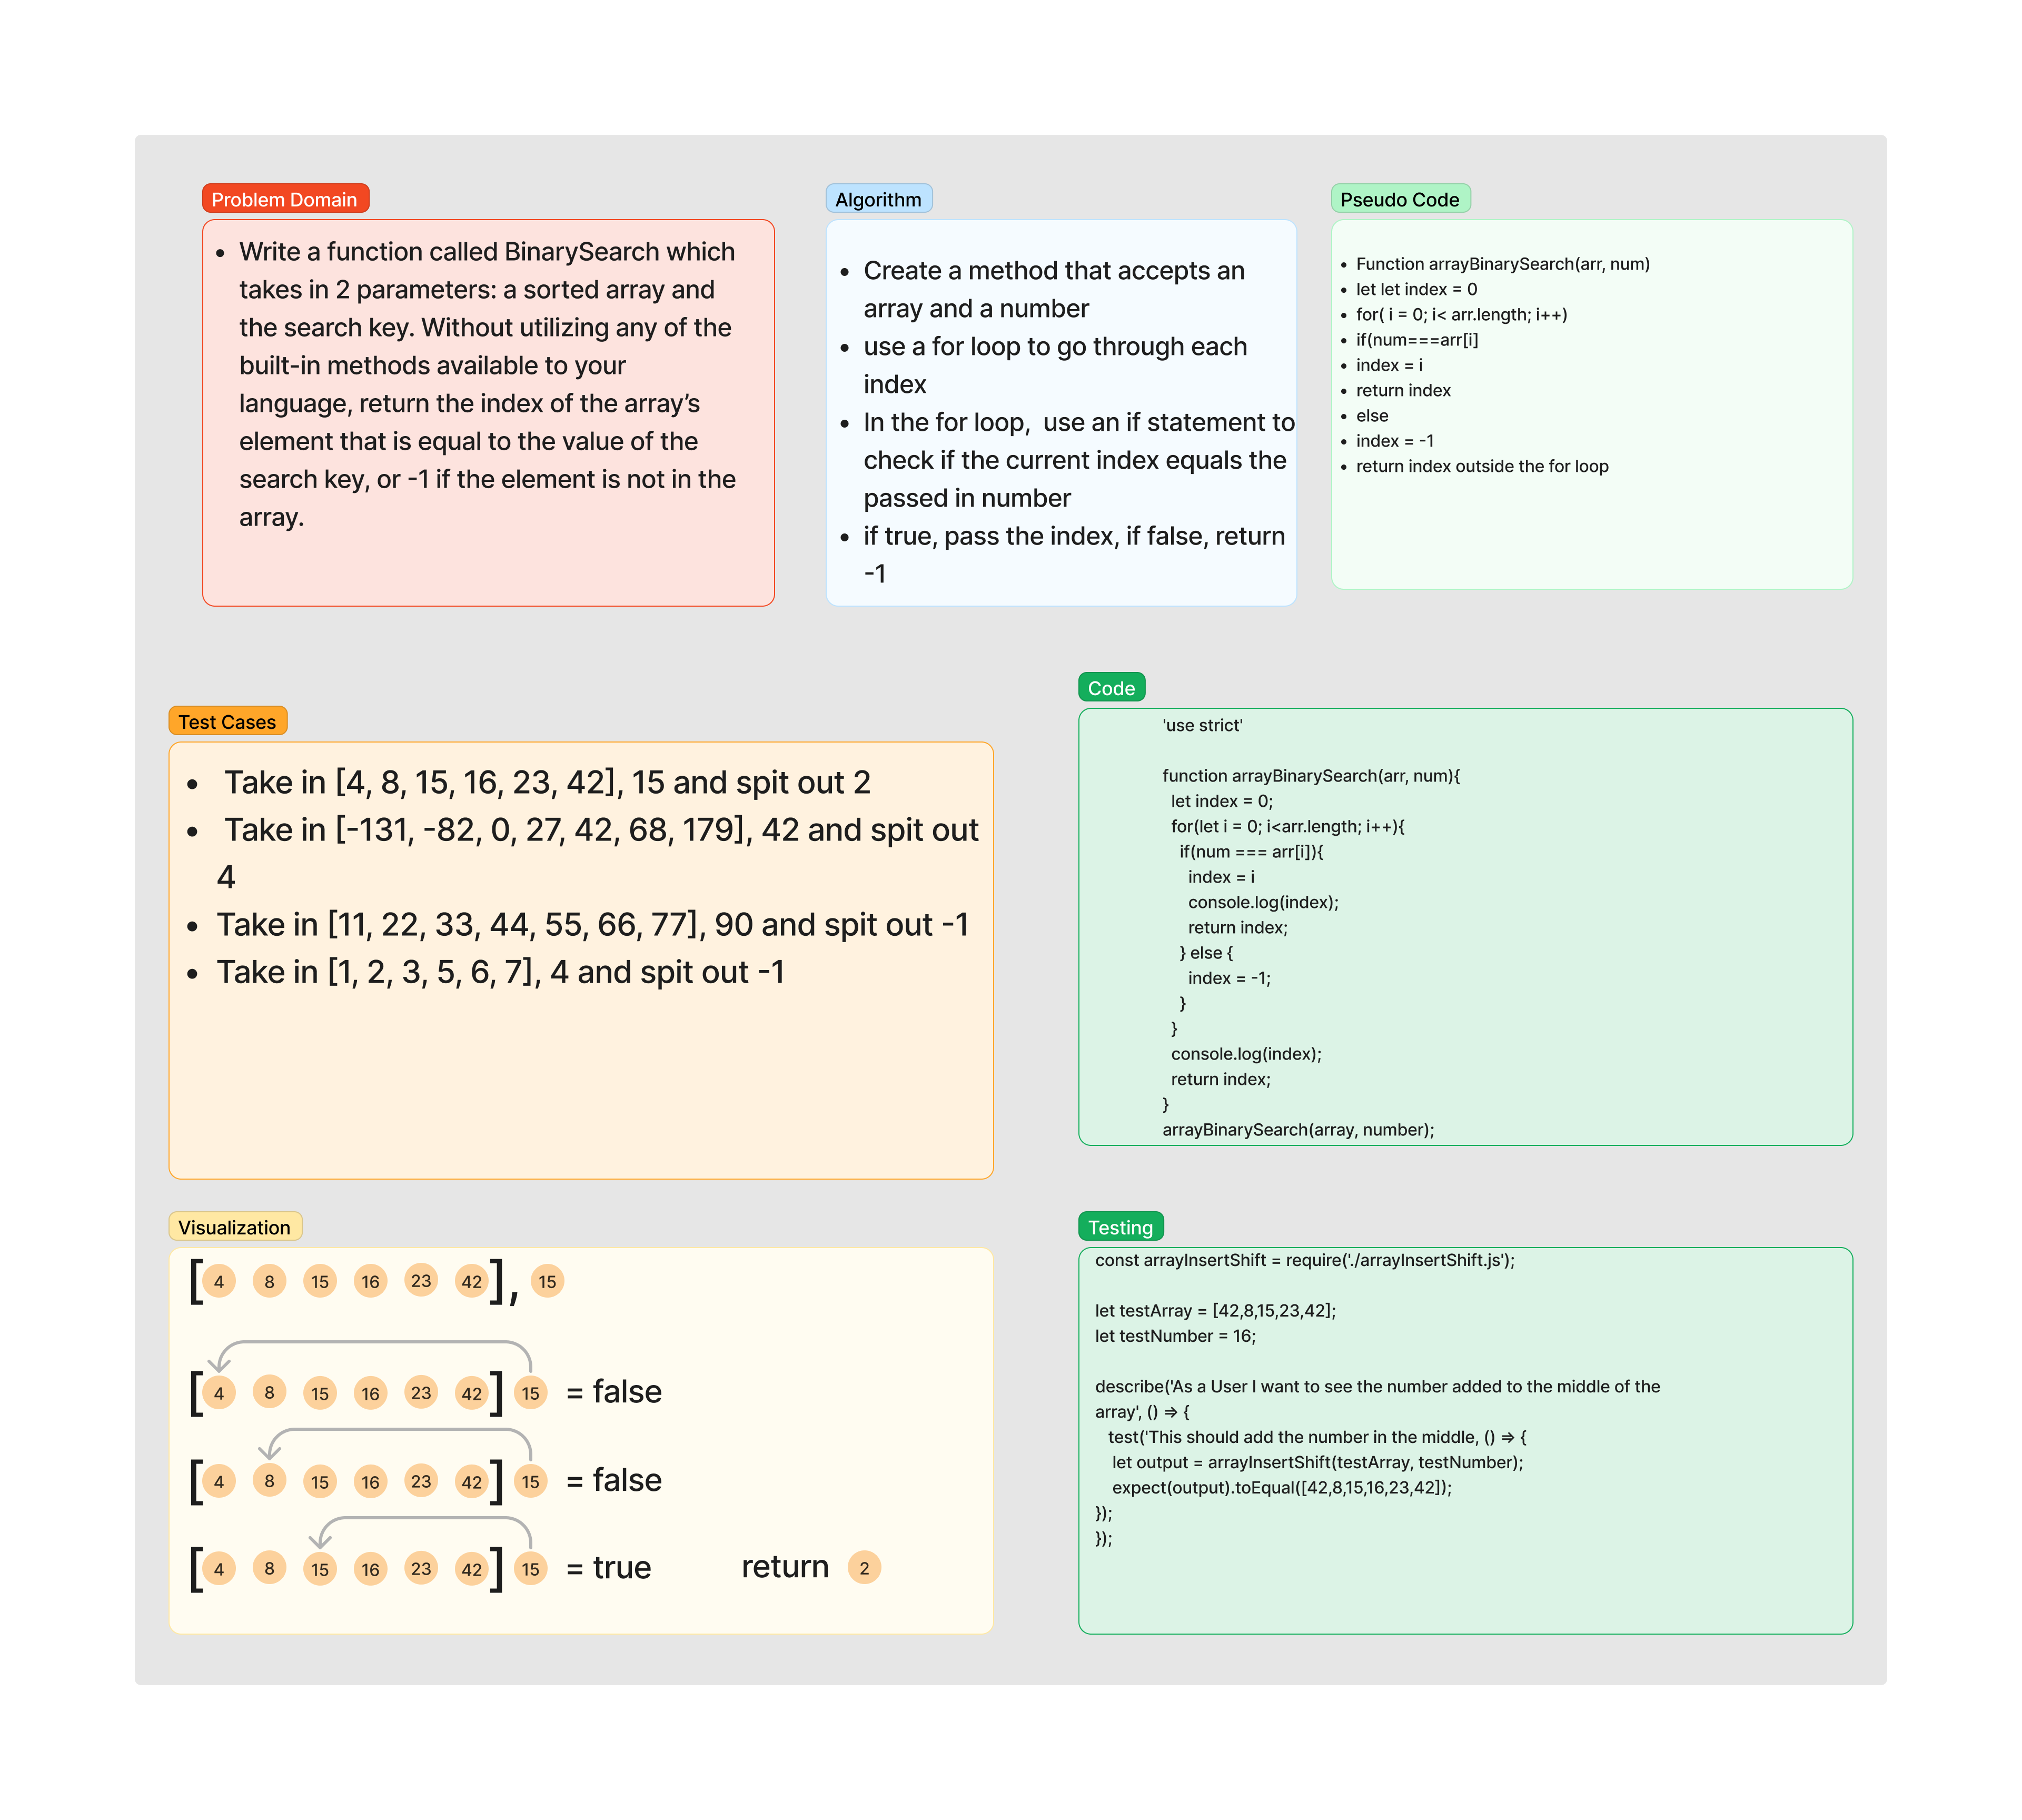 Problem Domain
• Write a function called BinarySearch which
takes in 2 parameters: a sorted array and
the search key. Without utilizing any of the
built-in methods available to your
language, return the index of the array’s
element that is equal to the value of the
search key, or -1 if the element is not in the
array.
Algorithm
• Create a method that accepts an
array and a number
• use a for loop to go through each
index
• In the for loop,  use an if statement to
check if the current index equals the
passed in number
• if true, pass the index, if false, return
-1
Pseudo Code
• Function arrayBinarySearch(arr, num)
• let let index = 0
• for( i = 0; i< arr.length; i++)
• if(num===arr[i]
• index = i
• return index
• else
• index = -1
• return index outside the for loop
Test Cases
• Take in [4, 8, 15, 16, 23, 42], 15 and spit out 2
• Take in [-131, -82, 0, 27, 42, 68, 179], 42 and spit out
4
• Take in [11, 22, 33, 44, 55, 66, 77], 90 and spit out -1
• Take in [1, 2, 3, 5, 6, 7], 4 and spit out -1
Code
'use strict'
function arrayBinarySearch(arr, num){
let index = 0;
for(let i = 0; i<arr.length; i++){
if(num === arr[i]){
index = i
console.log(index);
return index;
} else {
index = -1;
}
}
console.log(index);
return index;
}
arrayBinarySearch(array, number);
Visualization
[ 4 8 15 16 23 42 ], 15
[ 4 8 15 16 23 42 ] 15 = false
[ 4 8 15 16 23 42 ] 15 = false
[ 4 8 15 16 23 42 ] 15 = true return 2
Testing
const arrayInsertShift = require('./arrayInsertShift.js');
let testArray = [42,8,15,23,42];
let testNumber = 16;
describe('As a User I want to see the number added to the middle of the
array', () => {
test('This should add the number in the middle, () => {
let output = arrayInsertShift(testArray, testNumber);
expect(output).toEqual([42,8,15,16,23,42]);
});
});